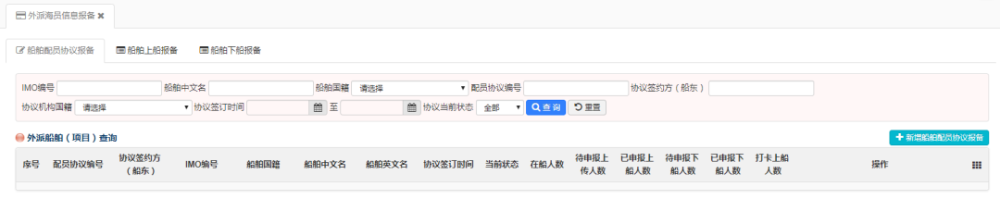 外派海员信息报备
船舶配员协议报备 船舶上船报备 船舶下船报备
IMO编号 船舶中文名 船舶国籍 请选择 配员协议编号 协议签约方（船东）
协议机构国籍 请选择 协议签订时间 至 协议当前状态 全部 查 询 重置
外派船舶（项目）查询 新增船舶配员协议报备
序号 配员协议编号 协议签约方（船东） IMO编号 船舶国籍 船舶中文名 船舶英文名 协议签订时间 当前状态 在船人数 待申报上传人数 已申报上船人数 待申报下船人数 已申报下船人数 打卡上船人数 操作